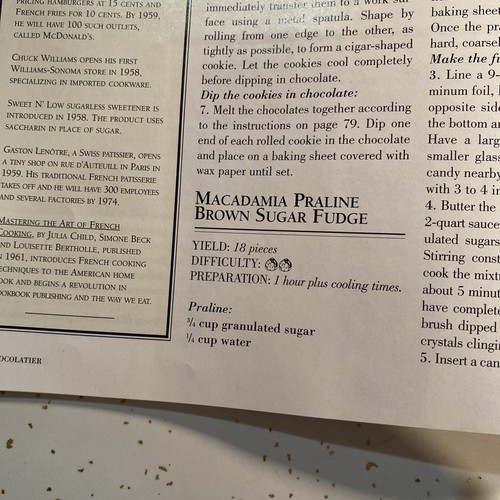 PRICING HAMBURGERS AT 15 CENTS AND
FRENCH FRIES FOR 10 CENTS. BY 1959,
HE WILL HAVE 100 SUCH OUTLETS,
CALLED MCDONALD'S.
CHUCK WILLIAMS OPENS HIS FIRST
WILLIAMS-SONOMA STORE IN 1958,
SPECIALIZING IN IMPORTED COOKWARE.
SWEET N' LOW SUGARLESS SWEETENER IS
INTRODUCED IN 1958. THE PRODUCT USES
SACCHARIN IN PLACE OF SUGAR.
GASTON LENÔTRE, A SWISS PATISSIER, OPENS
A TINY SHOP ON RUE D'AUTEUILL IN PARIS IN
1959. HIS TRADITIONAL FRENCH PATISSERIE
TAKES OFF AND HE WILL HAVE 300 EMPLOYEES
AND SEVERAL FACTORIES BY 1974.
MASTERING THE ART OF FRENCH
COOKING, BY JULIA CHILD, SIMONE BECK
AND LOUISETTE BERTHOLLE, PUBLISHED
1961, INTRODUCES FRENCH COOKING
TECHNIQUES TO THE AMERICAN HOME
COOK AND BEGINS A REVOLUTION IN
COOKBOOK PUBLISHING AND THE WAY WE EAT.
OCOLATIER
immediately transfer them to a work sur-
face using a metal spatula. Shape by
rolling from one edge to the other, as
tightly as possible, to form a cigar-shaped
cookie. Let the cookies cool completely
before dipping in chocolate.
Dip the cookies in chocolate:
7. Melt the chocolates together according
to the instructions on page 79. Dip one
end of each rolled cookie in the chocolate
and place on a baking sheet covered with
wax paper until set.
MACADAMIA PRALINE
BROWN SUGAR FUDGE
YIELD: 18 pieces
DIFFICULTY:
PREPARATION: 1 hour plus cooling times.
Praline:
¾ cup granulated sugar
¼ cup water
baking sheet
Once the pra
hard, coarsel
Make the fu
3. Line a 9-
minum foil, l
opposite side
the bottom an
Have a larg
smaller glass
candy nearby
with 3 to 4 in
4. Butter the
2-quart sauce
ulated sugars
Stirring const
cook the mixtu
about 5 minut
have complete
brush dipped
crystals clingin
5. Insert a can